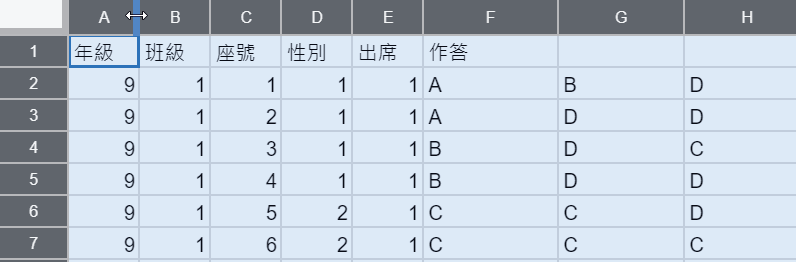 A B C D E F G H
1 年級 班級 座號 性別 出席 作答
2 9 1 1 1 1 A B D
3 9 1 2 1 1 A D D
4 9 1 3 1 1 B D C
5 9 1 4 1 1 B D D
6 9 1 5 2 1 C C D
7 9 1 6 2 1 C C C